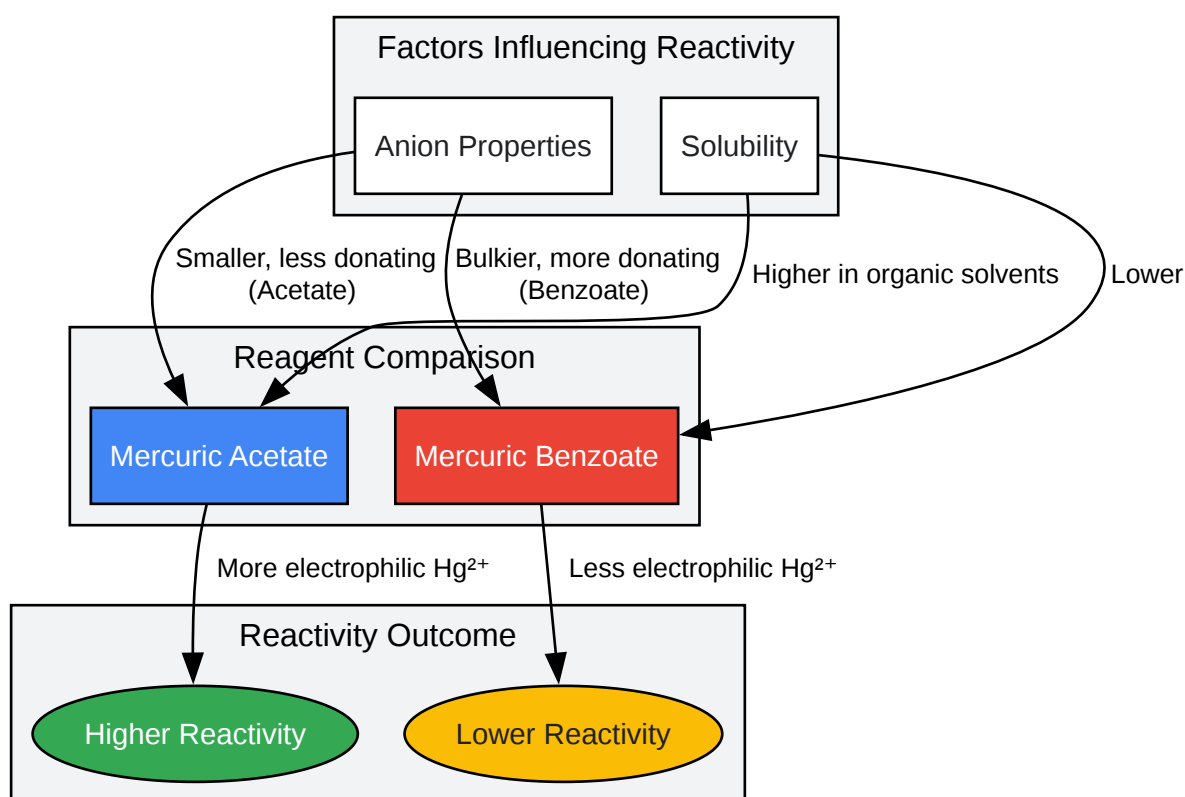 Factors Influencing Reactivity
Anion Properties
Solubility
Smaller, less donating
(Acetate)
Bulkier, more donating
(Benzoate)
Higher in organic solvents
Lower
Reagent Comparison
Mercuric Acetate
Mercuric Benzoate
More electrophilic Hg²⁺
Less electrophilic Hg²⁺
Reactivity Outcome
Higher Reactivity
Lower Reactivity